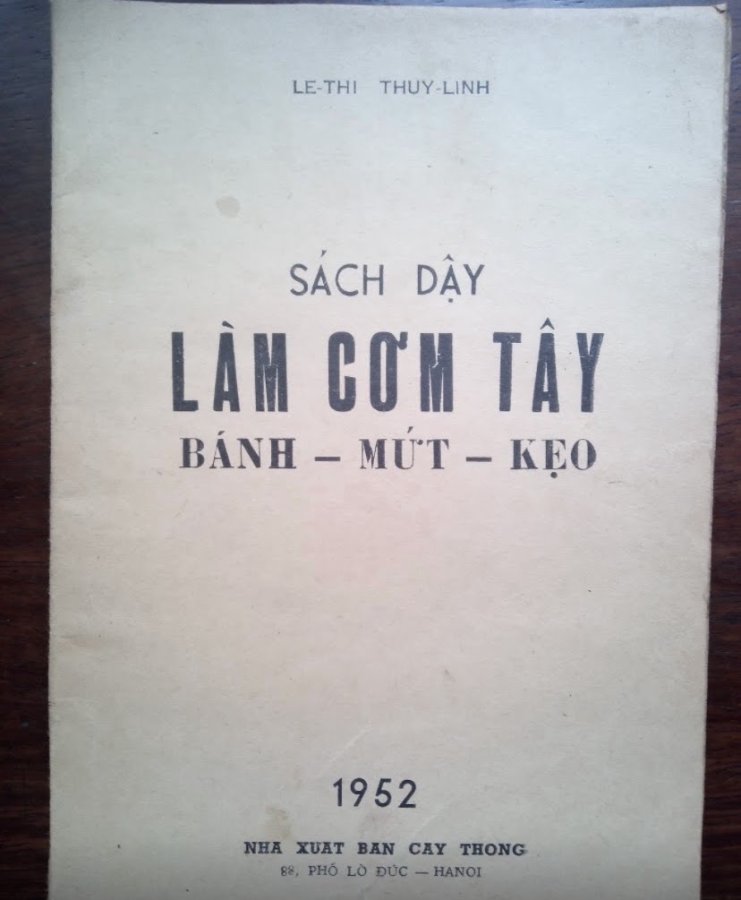 LE-THI THUY-LINH
SÁCH DẬY
LÀM CƠM TÂY
BÁNH – MỨT – KẸO
1952
NHA XUAT BAN CAY THONG
88, PHỐ LÒ ĐÚC — HANOI